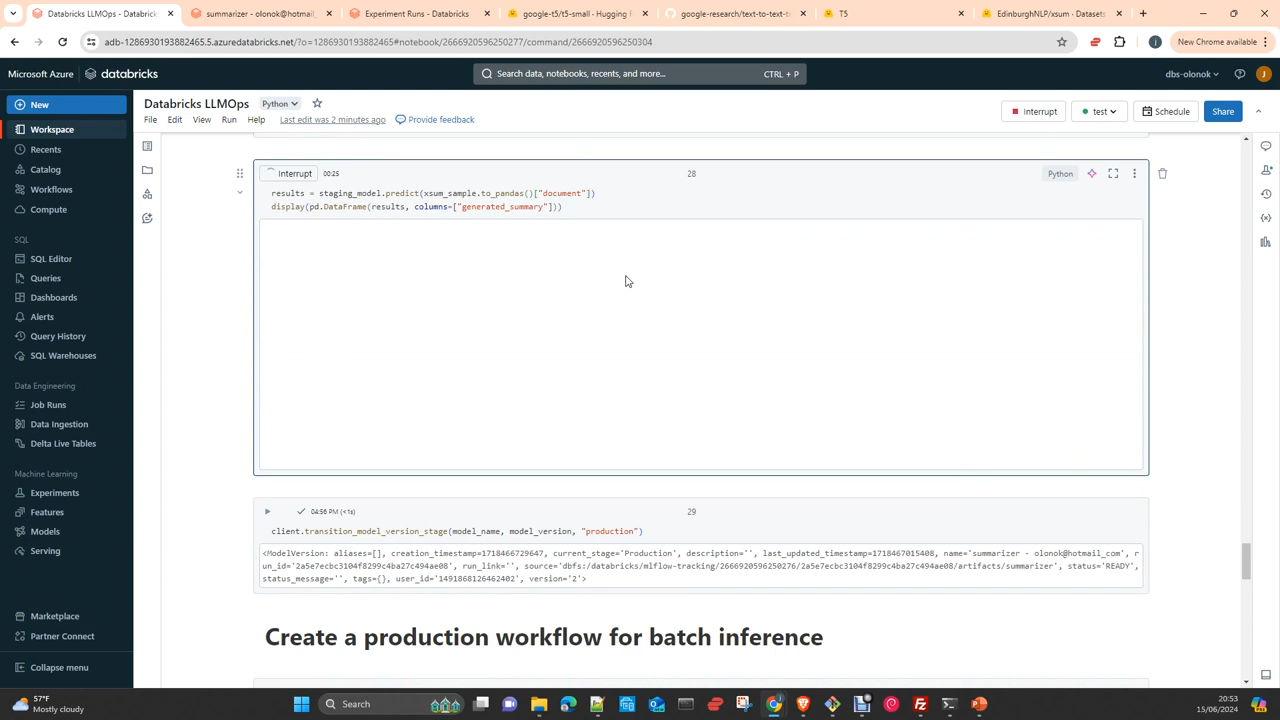 Databricks LLMOps - Databricks
summarizer - olonok@hotmail_
Experiment Runs - Databricks
google-t5/t5-small · Hugging F
google-research/text-to-text-t
T5
EdinburghNLP/xsum · Datasets
adb-1286930193882465.5.azuredatabricks.net/?o=1286930193882465#notebook/2666920596250277/command/2666920596250304
New Chrome available
Microsoft Azure
databricks
Search data, notebooks, recents, and more...
CTRL + P
dbs-olonok
J
New
Workspace
Recents
Catalog
Workflows
Compute
SQL
SQL Editor
Queries
Dashboards
Alerts
Query History
SQL Warehouses
Data Engineering
Job Runs
Data Ingestion
Delta Live Tables
Machine Learning
Experiments
Features
Models
Serving
Marketplace
Partner Connect
Collapse menu
Databricks LLMOps
Python
File
Edit
View
Run
Help
Last edit was 2 minutes ago
Provide feedback
Interrupt
test
Schedule
Share
Interrupt
00:25
28
Python
results = staging_model.predict(xsum_sample.to_pandas()["document"])
display(pd.DataFrame(results, columns=["generated_summary"]))
04:56 PM (<1s)
29
client.transition_model_version_stage(model_name, model_version, "production")
<ModelVersion: aliases=[], creation_timestamp=1718466729647, current_stage='Production', description='', last_updated_timestamp=1718467015408, name='summarizer - olonok@hotmail_com', r
un_id='2a5e7ecbc3104f8299c4ba27c494ae08', run_link='', source='dbfs:/databricks/mlflow-tracking/2666920596250276/2a5e7ecbc3104f8299c4ba27c494ae08/artifacts/summarizer', status='READY',
status_message='', tags={}, user_id='1491868126462402', version='2'>
Create a production workflow for batch inference
57°F
Mostly cloudy
Search
20:53
15/06/2024